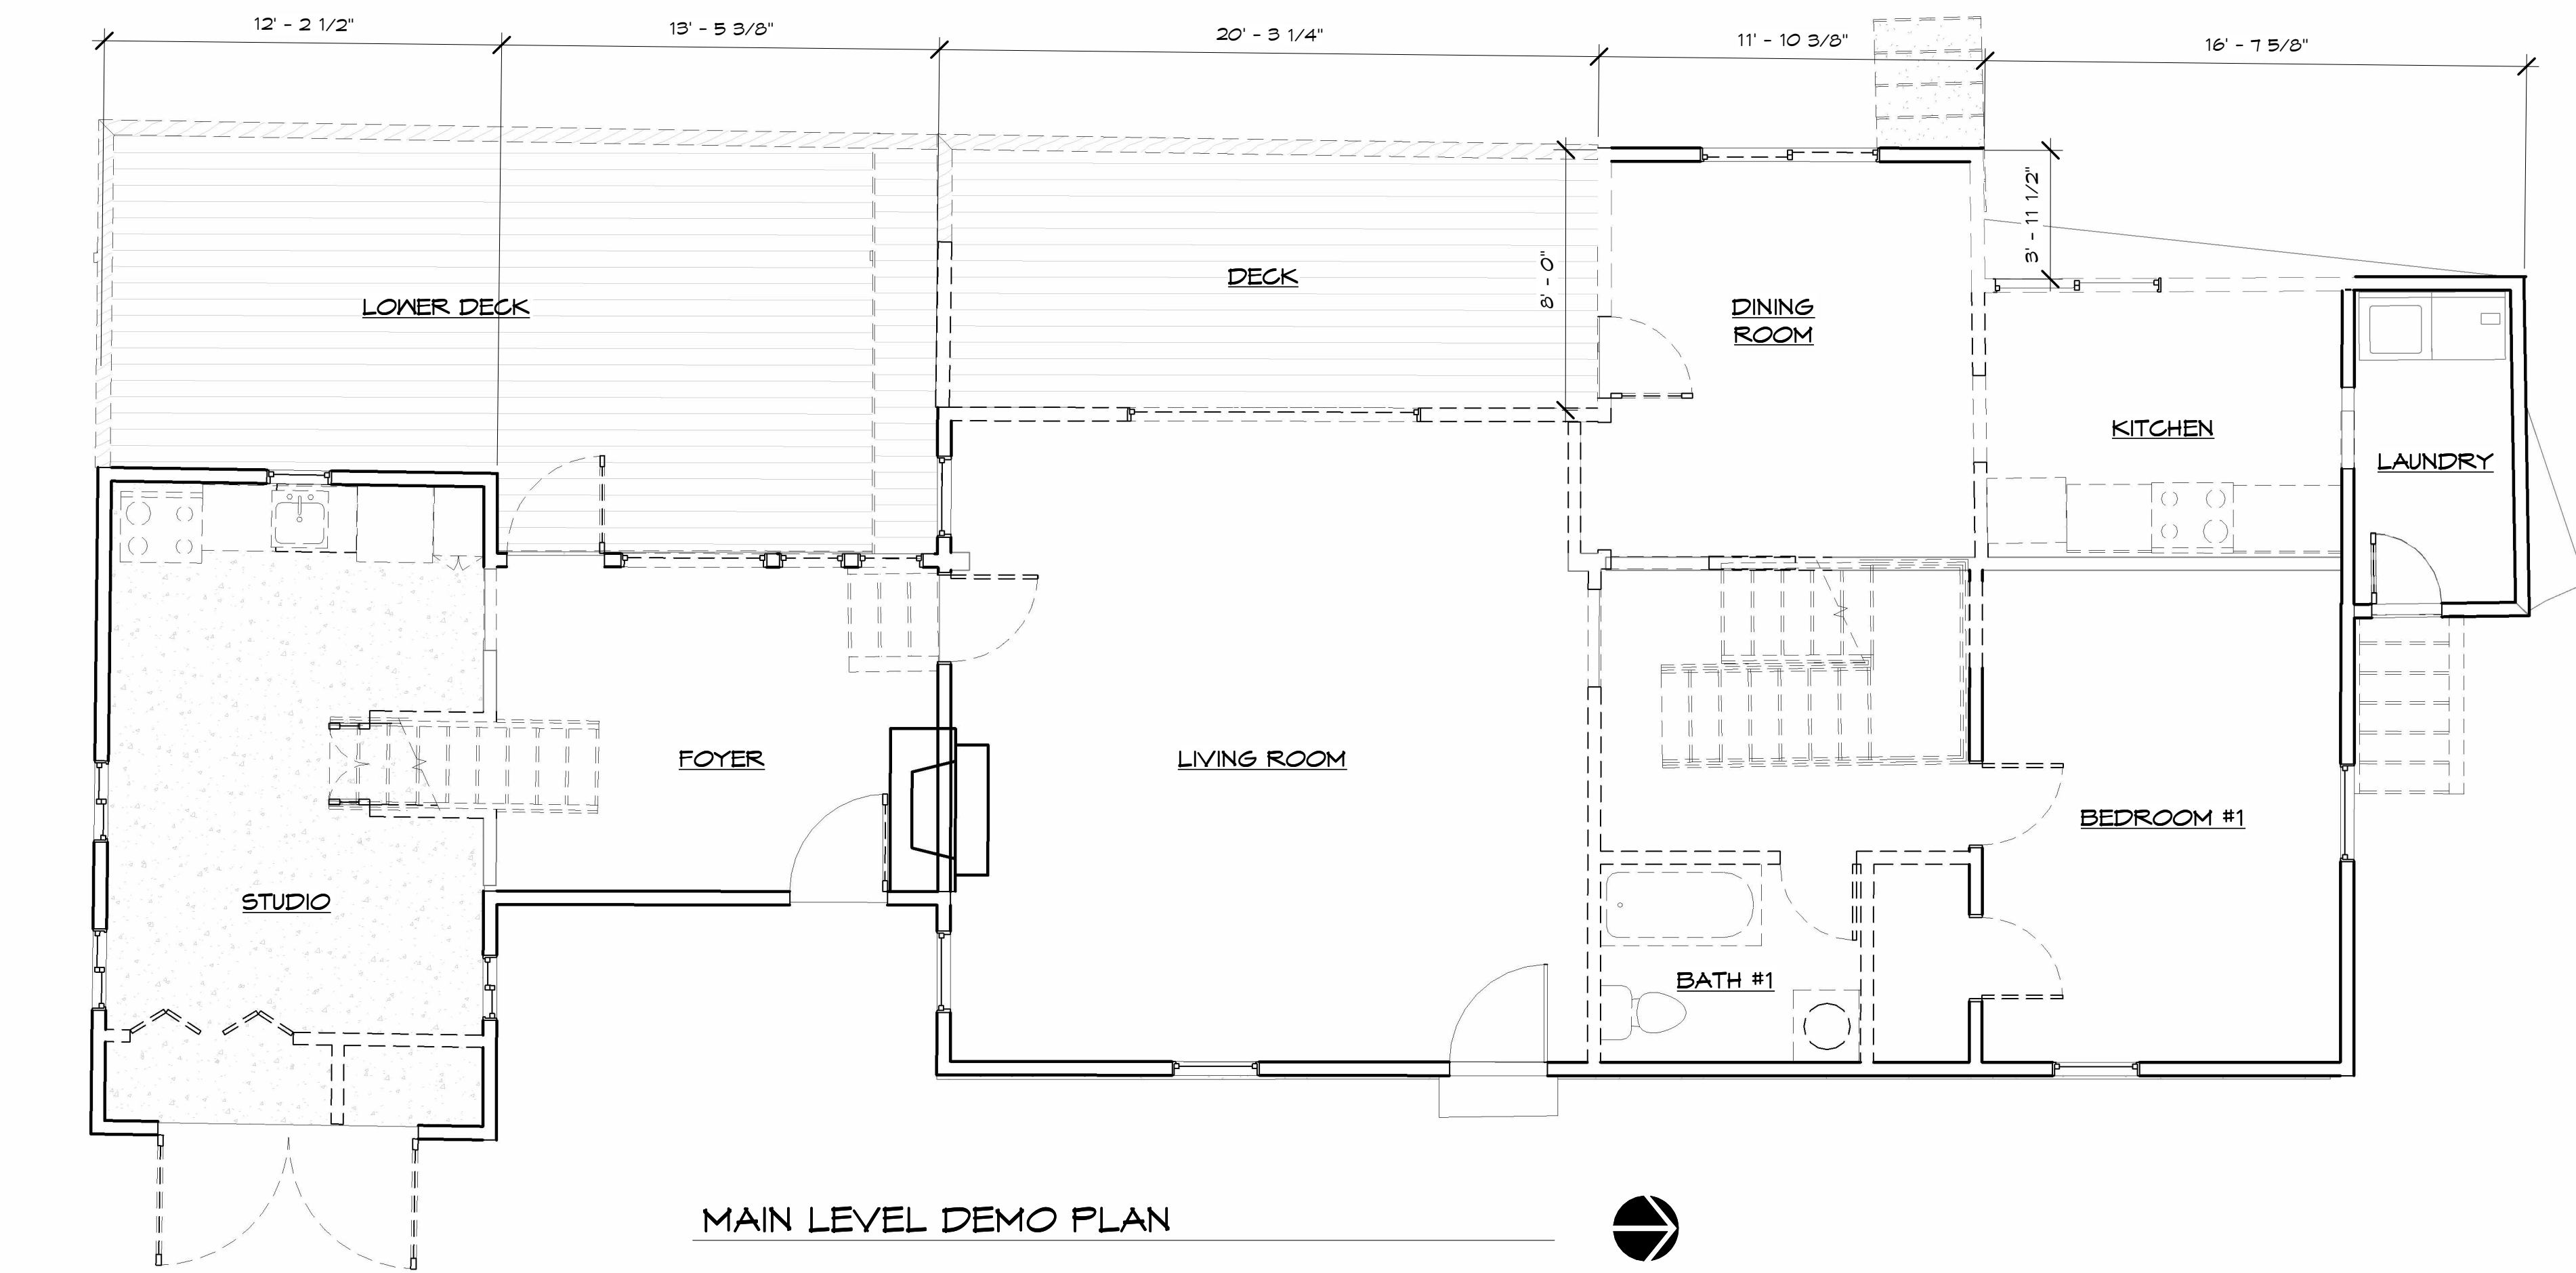 12' - 2 1/2"
13' - 5 3/8"
20' - 3 1/4"
11' - 10 3/8"
16' - 7 5/8"
3' - 11 1/2"
8' - 0"
DECK
LOWER DECK
DINING
ROOM
KITCHEN
LAUNDRY
FOYER
LIVING ROOM
BEDROOM #1
STUDIO
BATH #1
MAIN LEVEL DEMO PLAN